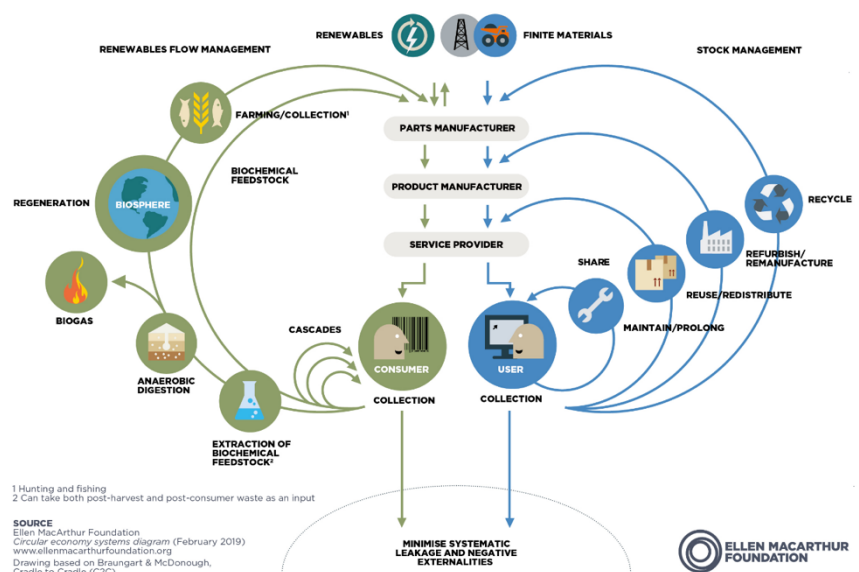 RENEWABLES
FINITE MATERIALS
RENEWABLES FLOW MANAGEMENT
STOCK MANAGEMENT
FARMING/COLLECTION¹
PARTS MANUFACTURER
BIOCHEMICAL
FEEDSTOCK
PRODUCT MANUFACTURER
REGENERATION
BIOSPHERE
RECYCLE
SERVICE PROVIDER
SHARE
REFURBISH/
REMANUFACTURE
REUSE/REDISTRIBUTE
BIOGAS
CASCADES
MAINTAIN/PROLONG
CONSUMER
USER
ANAEROBIC
DIGESTION
COLLECTION
COLLECTION
EXTRACTION OF
BIOCHEMICAL
FEEDSTOCK²
1 Hunting and fishing
2 Can take both post-harvest and post-consumer waste as an input
SOURCE
Ellen MacArthur Foundation
Circular economy systems diagram (February 2019)
www.ellenmacarthurfoundation.org
Drawing based on Braungart & McDonough,
Cradle to Cradle (C2C)
MINIMISE SYSTEMATIC
LEAKAGE AND NEGATIVE
EXTERNALITIES
ELLEN MACARTHUR
FOUNDATION